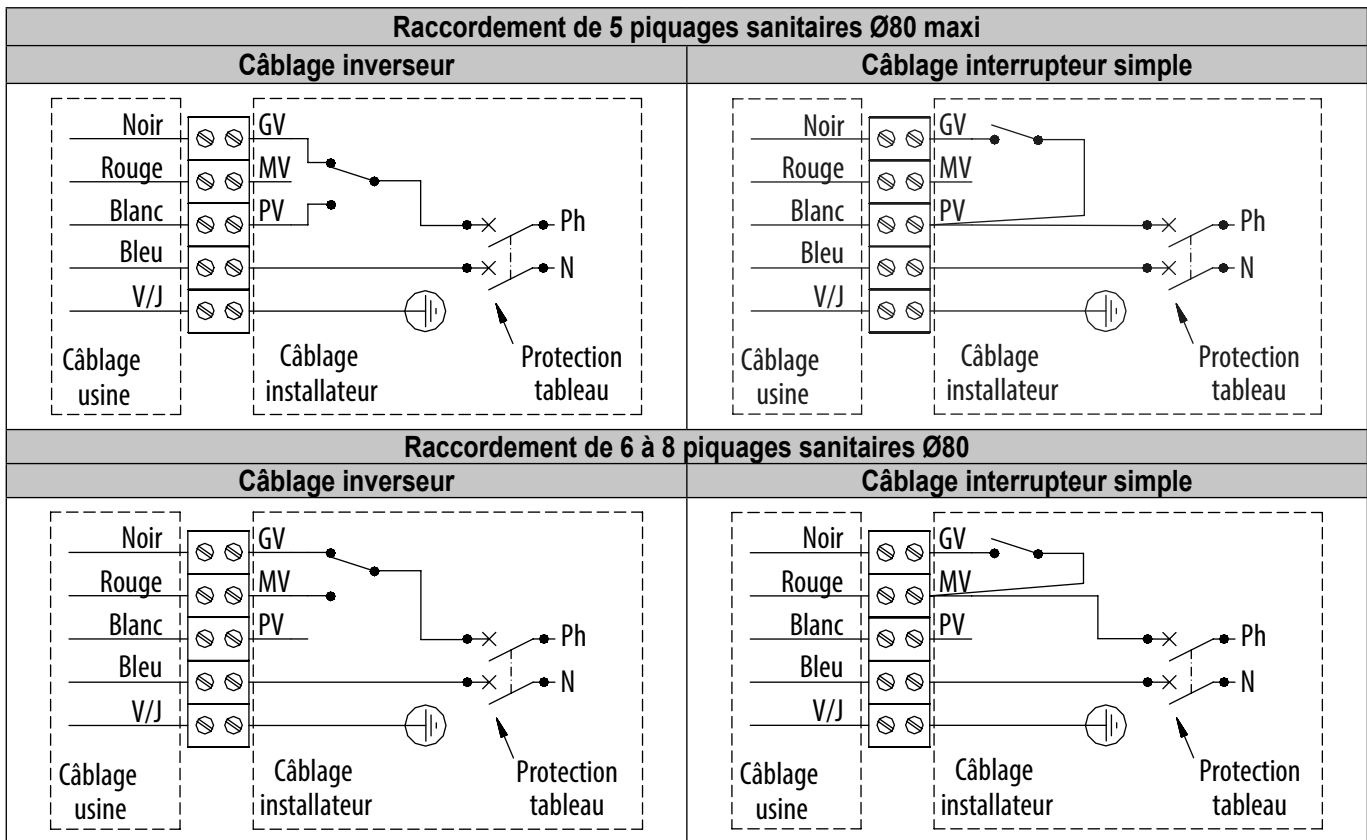 Raccordement de 5 piquages sanitaires Ø80 maxi
Câblage inverseur
Câblage interrupteur simple
Noir
GV
Rouge
MV
Blanc
PV
Ph
Bleu
N
V/J
Câblage
usine
Câblage
installateur
Protection
tableau
Noir
GV
Rouge
MV
Blanc
PV
Ph
Bleu
N
V/J
Câblage
usine
Câblage
installateur
Protection
tableau
Raccordement de 6 à 8 piquages sanitaires Ø80
Câblage inverseur
Câblage interrupteur simple
Noir
GV
Rouge
MV
Blanc
PV
Ph
Bleu
N
V/J
Câblage
usine
Câblage
installateur
Protection
tableau
Noir
GV
Rouge
MV
Blanc
PV
Ph
Bleu
N
V/J
Câblage
usine
Câblage
installateur
Protection
tableau